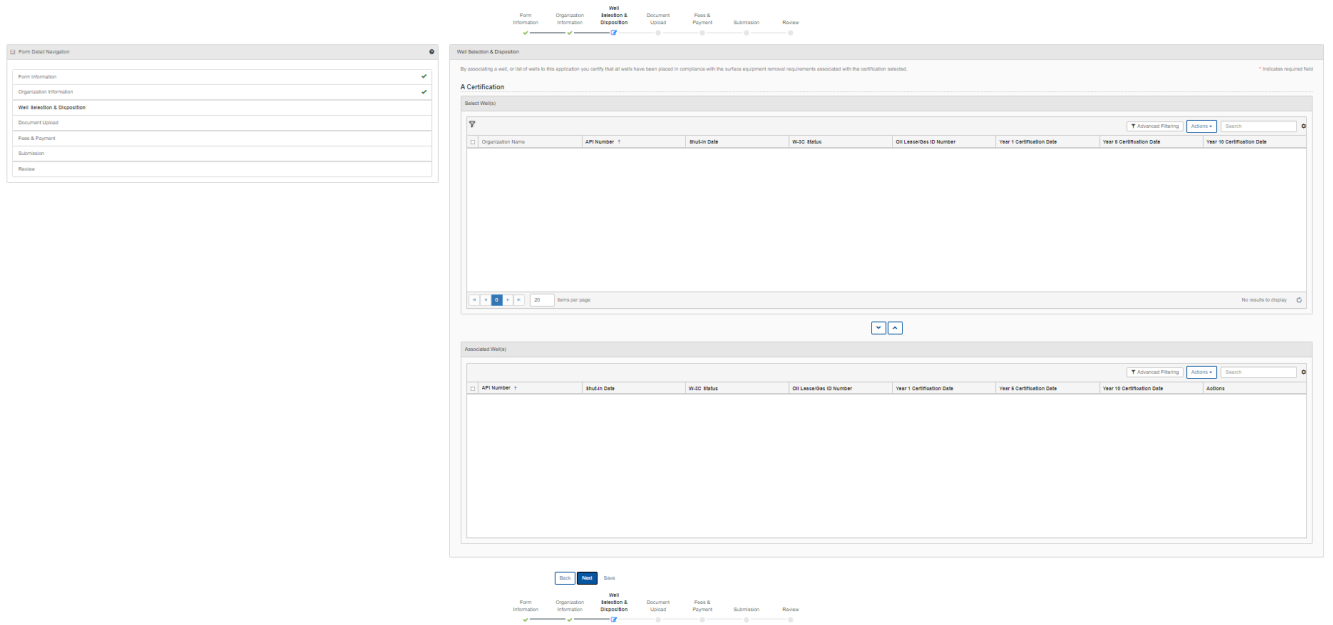 Well
Form Organization Selection & Document Fees &
Information Information Disposition Upload Payment Submission Review
Form Detail Navigation
Form Information
Organization Information
Well Selection & Disposition
Document Upload
Fees & Payment
Submission
Review
Well Selection & Disposition
By associating a well, or list of wells to this application you certify that all wells have been placed in compliance with the surface equipment removal requirements associated with the certification selected.
* Indicates required field
A Certification
Select Well(s)
Advanced Filtering Actions Search
Organization Name API Number Shut-In Date W-3C Status Oil Lease/Gas ID Number Year 1 Certification Date Year 5 Certification Date Year 10 Certification Date
0 20 items per page No results to display
Associated Well(s)
Advanced Filtering Actions Search
API Number Shut-In Date W-3C Status Oil Lease/Gas ID Number Year 1 Certification Date Year 5 Certification Date Year 10 Certification Date Actions
Back Next Save
Well
Form Organization Selection & Document Fees &
Information Information Disposition Upload Payment Submission Review